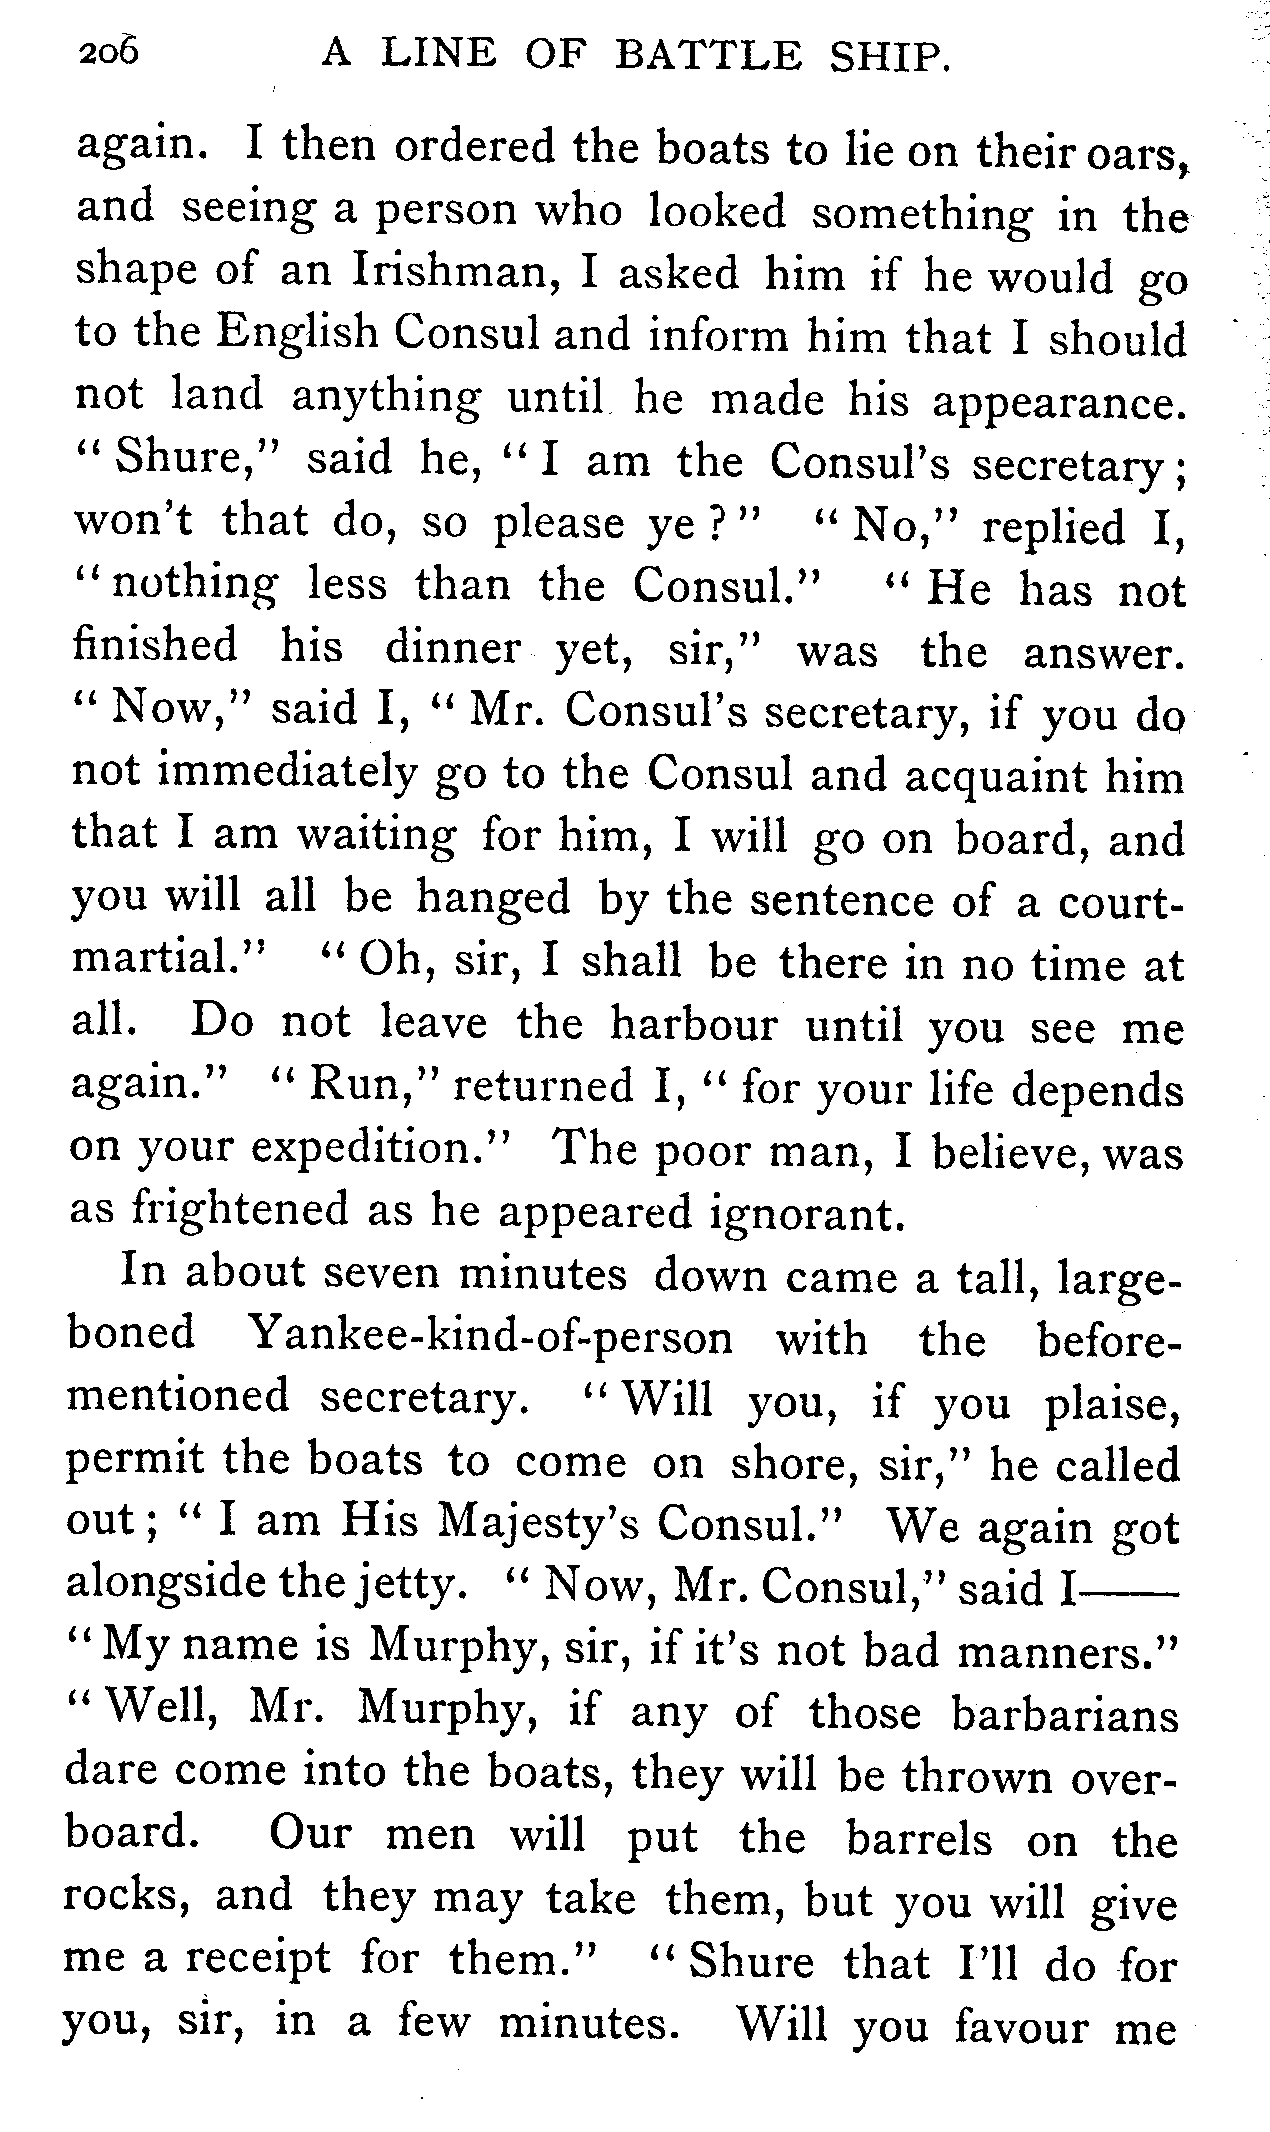 206 A LINE OF BATTLE SHIP.
again. I then ordered the boats to lie on their oars,
and seeing a person who looked something in the
shape of an Irishman, I asked him if he would go
to the English Consul and inform him that I should
not land anything until he made his appearance.
“ Shure,” said he, “ I am the Consul’s secretary ;
won’t that do, so please ye ? ” “ No,” replied I,
“ nothing less than the Consul.” “ He has not
finished his dinner yet, sir,” was the answer.
“ Now,” said I, “ Mr. Consul’s secretary, if you do
not immediately go to the Consul and acquaint him
that I am waiting for him, I will go on board, and
you will all be hanged by the sentence of a court-
martial.” “ Oh, sir, I shall be there in no time at
all. Do not leave the harbour until you see me
again.” “ Run,” returned I, “ for your life depends
on your expedition.” The poor man, I believe, was
as frightened as he appeared ignorant.
In about seven minutes down came a tall, large-
boned Yankee-kind-of-person with the before-
mentioned secretary. “ Will you, if you plaise,
permit the boats to come on shore, sir,” he called
out ; “ I am His Majesty’s Consul.” We again got
alongside the jetty. “ Now, Mr. Consul,” said I——
“ My name is Murphy, sir, if it’s not bad manners.”
“ Well, Mr. Murphy, if any of those barbarians
dare come into the boats, they will be thrown over-
board. Our men will put the barrels on the
rocks, and they may take them, but you will give
me a receipt for them.” “ Shure that I’ll do for
you, sir, in a few minutes. Will you favour me